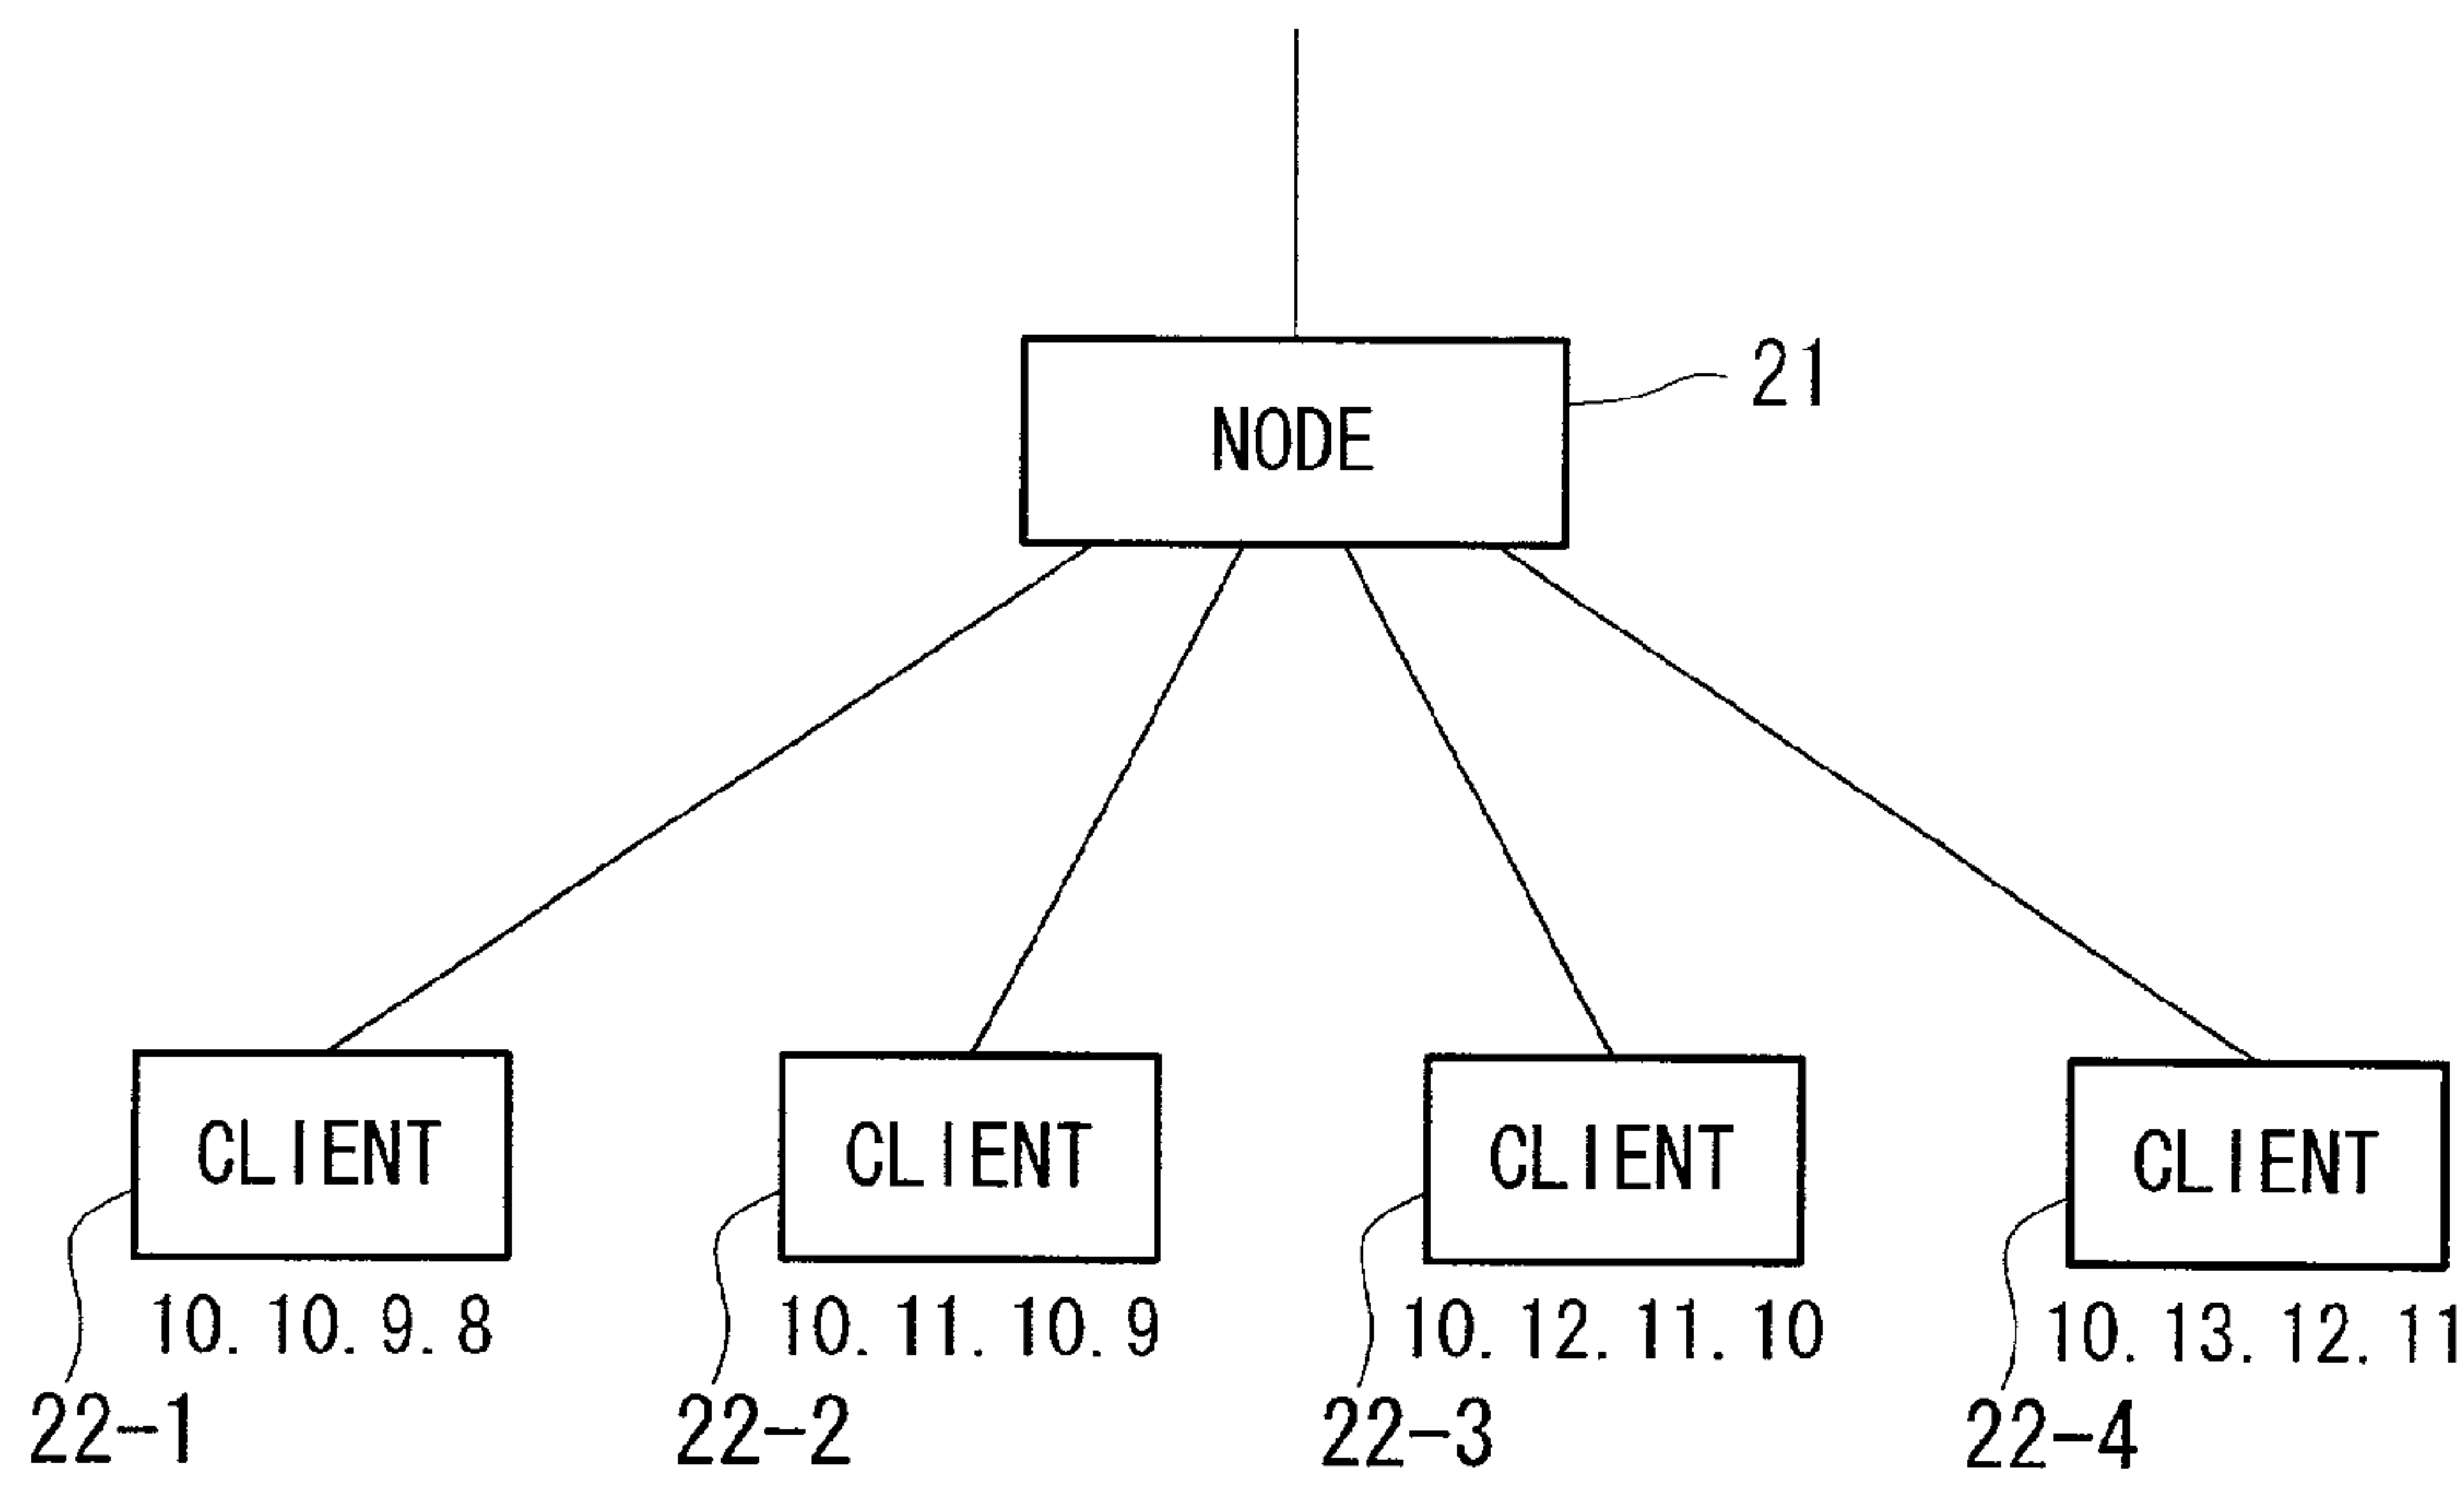 21
NODE
CLIENT
CLIENT
CLIENT
CLIENT
10. 10. 9. 8
10. 11. 10. 9
10. 12. 11. 10
10. 13. 12. 11
22-1
22-2
22-3
22-4